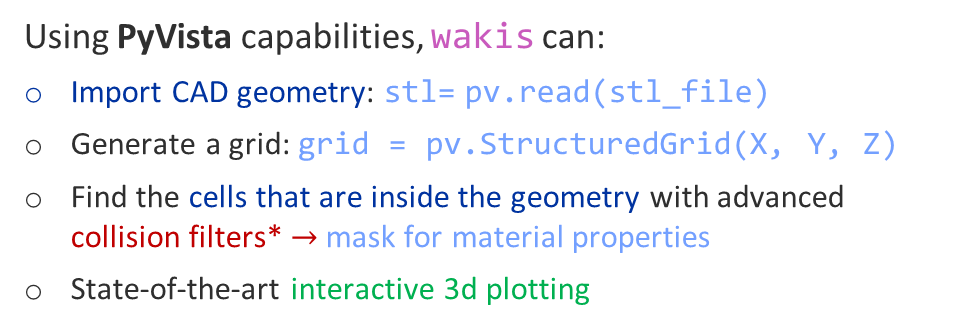 Using PyVista capabilities, wakis can:
○ Import CAD geometry: stl= pv.read(stl_file)
○ Generate a grid: grid = pv.StructuredGrid(X, Y, Z)
○ Find the cells that are inside the geometry with advanced
collision filters* → mask for material properties
○ State-of-the-art interactive 3d plotting